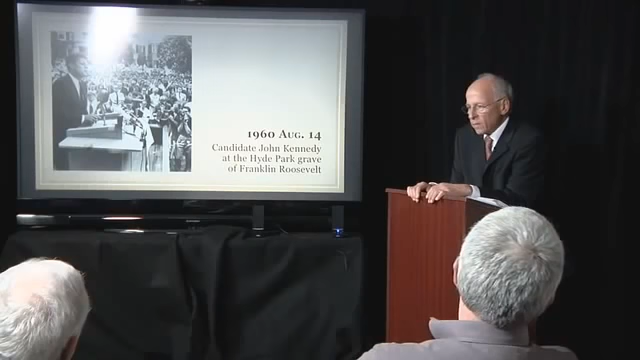 1960 Aug. 14
Candidate John Kennedy
at the Hyde Park grave
of Franklin Roosevelt